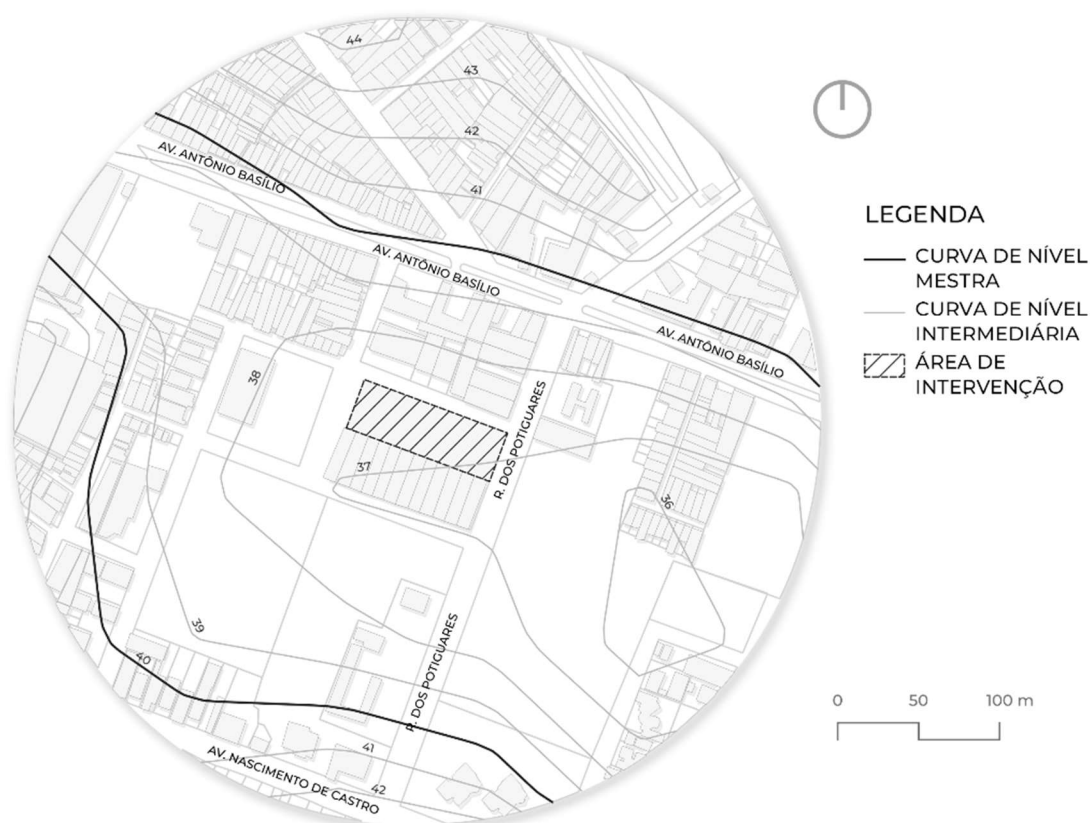 44
43
42
41
AV. ANTÔNIO BASÍLIO
AV. ANTÔNIO BASÍLIO
AV. ANTÔNIO BASÍLIO
38
37
36
R. DOS POTIGUARES
39
40
R. DOS POTIGUARES
41
42
AV. NASCIMENTO DE CASTRO
LEGENDA
CURVA DE NÍVEL
MESTRA
CURVA DE NÍVEL
INTERMEDIÁRIA
ÁREA DE
INTERVENÇÃO
0 50 100 m